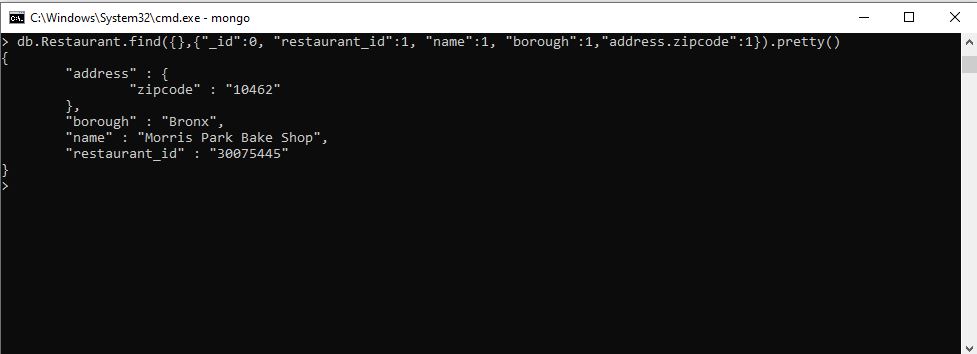 C:\Windows\System32\cmd.exe - mongo
> db.Restaurant.find({},{"_id":0, "restaurant_id":1, "name":1, "borough":1,"address.zipcode":1}).pretty()
{
        "address" : {
                "zipcode" : "10462"
        },
        "borough" : "Bronx",
        "name" : "Morris Park Bake Shop",
        "restaurant_id" : "30075445"
}
>